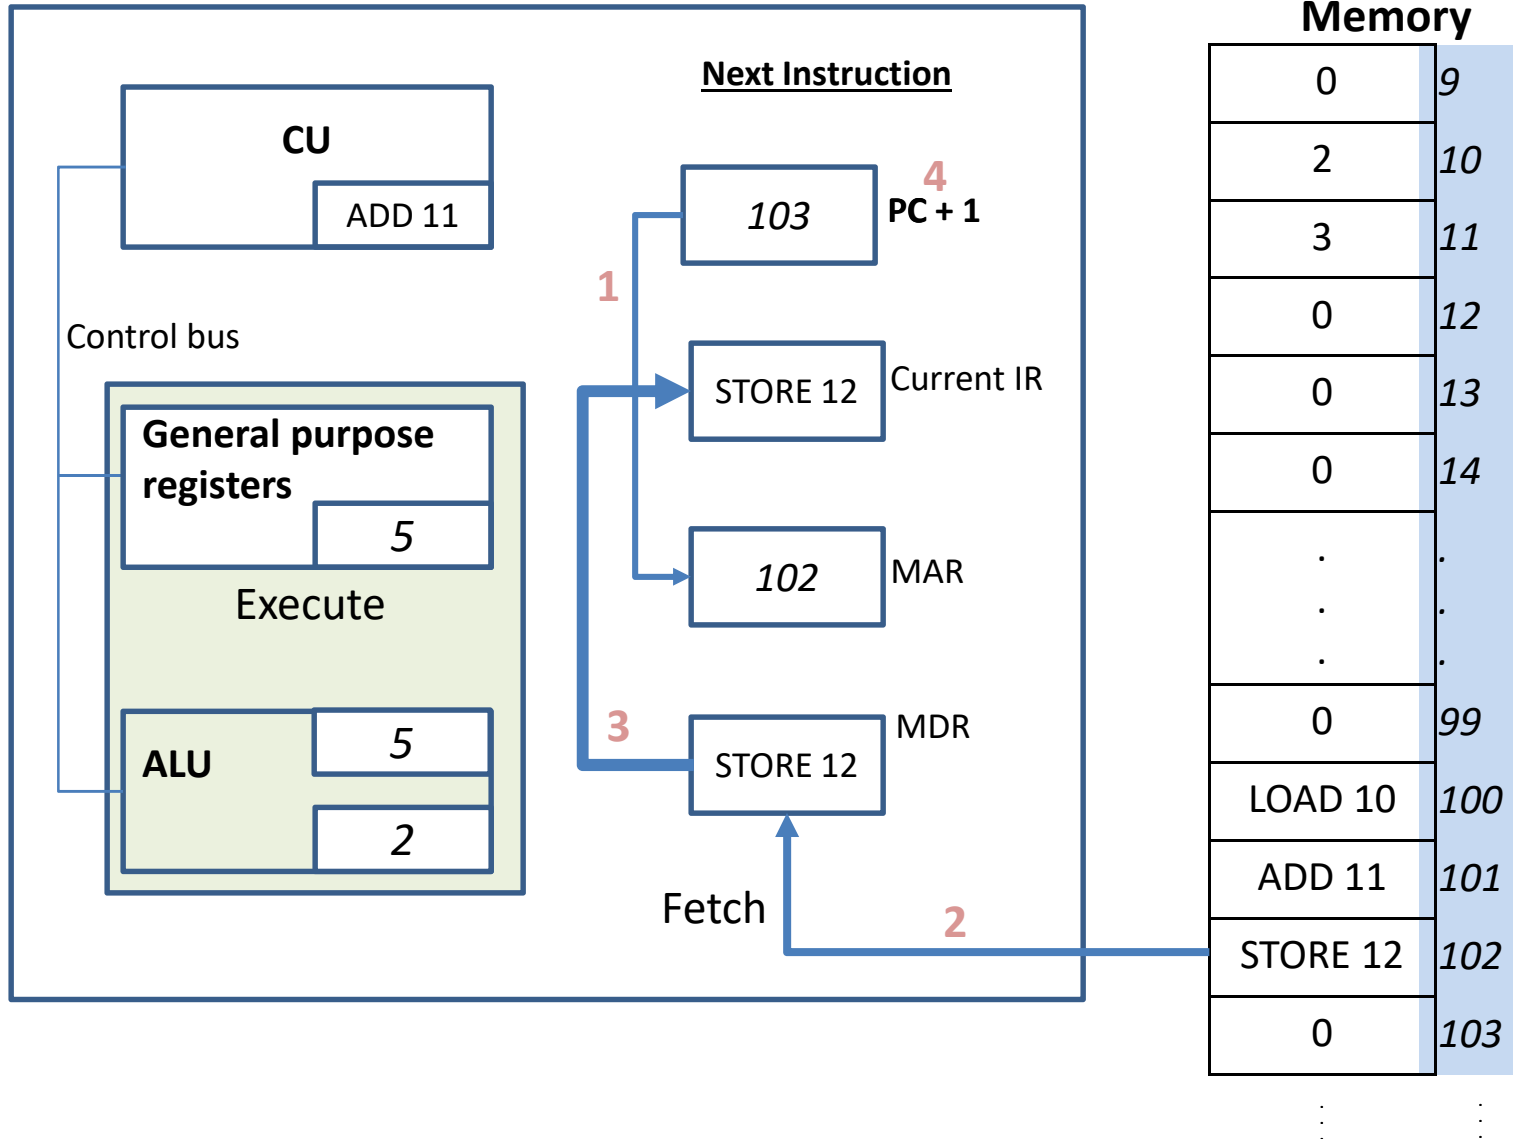 Memory
Next Instruction
CU
ADD 11
4
103
PC + 1
1
Control bus
STORE 12
Current IR
General purpose
registers
5
Execute
102
MAR
ALU
5
2
3
STORE 12
MDR
Fetch
2
0 9
2 10
3 11
0 12
0 13
0 14
. .
. .
. .
0 99
LOAD 10 100
ADD 11 101
STORE 12 102
0 103